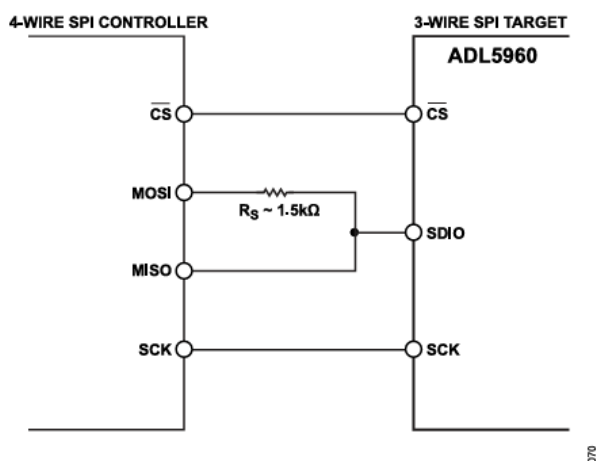 4-WIRE SPI CONTROLLER
3-WIRE SPI TARGET
ADL5960
CS
CS
MOSI
RS ~ 1.5kΩ
SDIO
MISO
SCK
SCK
070